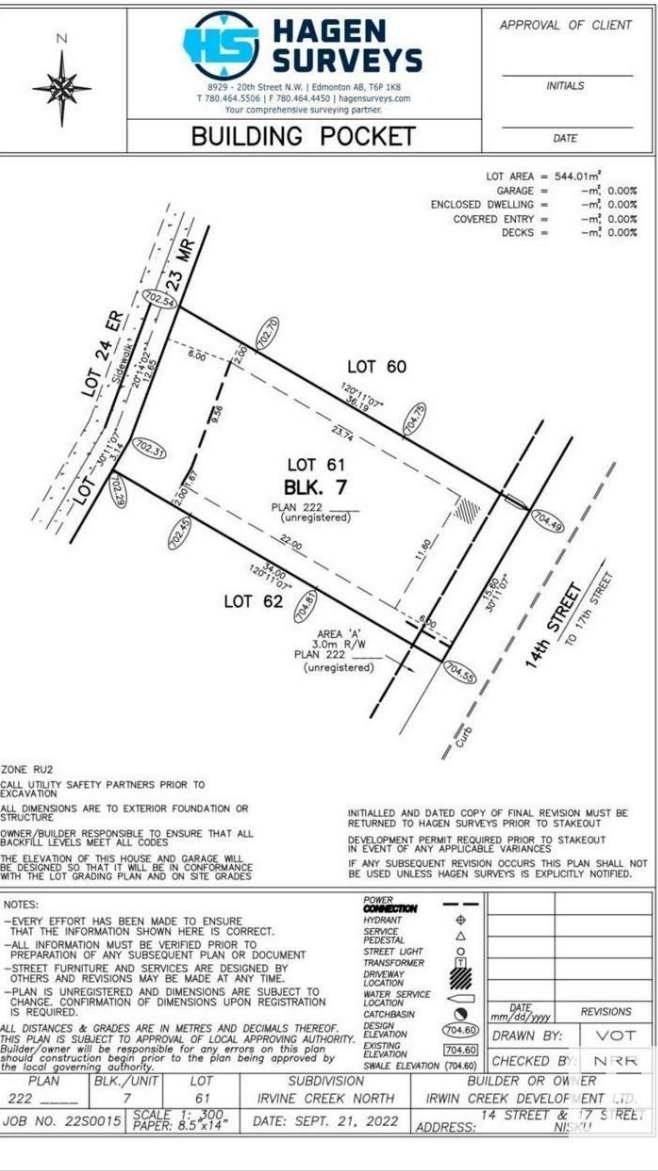 N
HAGEN
SURVEYS
8929 - 20th Street N.W. | Edmonton AB, T6P 1K8
T 780.464.5506 | F 780.464.4450 | hagensurveys.com
Your comprehensive surveying partner.
BUILDING POCKET
APPROVAL OF CLIENT
INITIALS
DATE
LOT AREA = 544.01m²
GARAGE = -m², 0.00%
ENCLOSED DWELLING = -m², 0.00%
COVERED ENTRY = -m², 0.00%
DECKS = -m², 0.00%
23 MR
702.54
LOT 24 ER
Sidewalk
20°14'02"
12.65
6.00
2.00
702.70
LOT 60
120°11'07"
36.19
704.75
9.56
23.74
30°11'07"
3.14
702.31
LOT
702.29
LOT 61
BLK. 7
PLAN 222 ____
(unregistered)
1.67
2.00
702.45
22.00
11.60
704.49
34.00
120°11'07"
LOT 62
704.81
15.60
30°11'07"
6.00
14th STREET
TO 17th STREET
AREA 'A'
3.0m R/W
PLAN 222 ____
(unregistered)
704.55
Curb
ZONE RU2
CALL UTILITY SAFETY PARTNERS PRIOR TO
EXCAVATION
ALL DIMENSIONS ARE TO EXTERIOR FOUNDATION OR
STRUCTURE
OWNER/BUILDER RESPONSIBLE TO ENSURE THAT ALL
BACKFILL LEVELS MEET ALL CODES
THE ELEVATION OF THIS HOUSE AND GARAGE WILL
BE DESIGNED SO THAT IT WILL BE IN CONFORMANCE
WITH THE LOT GRADING PLAN AND ON SITE GRADES
INITIALLED AND DATED COPY OF FINAL REVISION MUST BE
RETURNED TO HAGEN SURVEYS PRIOR TO STAKEOUT
DEVELOPMENT PERMIT REQUIRED PRIOR TO STAKEOUT
IN EVENT OF ANY APPLICABLE VARIANCES
IF ANY SUBSEQUENT REVISION OCCURS THIS PLAN SHALL NOT
BE USED UNLESS HAGEN SURVEYS IS EXPLICITLY NOTIFIED.
NOTES:
-EVERY EFFORT HAS BEEN MADE TO ENSURE
THAT THE INFORMATION SHOWN HERE IS CORRECT.
-ALL INFORMATION MUST BE VERIFIED PRIOR TO
PREPARATION OF ANY SUBSEQUENT PLAN OR DOCUMENT
-STREET FURNITURE AND SERVICES ARE DESIGNED BY
OTHERS AND REVISIONS MAY BE MADE AT ANY TIME.
-PLAN IS UNREGISTERED AND DIMENSIONS ARE SUBJECT TO
CHANGE. CONFIRMATION OF DIMENSIONS UPON REGISTRATION
IS REQUIRED.
ALL DISTANCES & GRADES ARE IN METRES AND DECIMALS THEREOF.
THIS PLAN IS SUBJECT TO APPROVAL OF LOCAL APPROVING AUTHORITY.
Builder/owner will be responsible for any errors on this plan
should construction begin prior to the plan being approved by
the local governing authority.
POWER
CONNECTION
HYDRANT
SERVICE
PEDESTAL
STREET LIGHT
TRANSFORMER T
DRIVEWAY
LOCATION
WATER SERVICE
LOCATION
CATCHBASIN
DESIGN
ELEVATION 704.60
EXISTING
ELEVATION 704.60
SWALE ELEVATION (704.60)
DATE
mm/dd/yyyy
REVISIONS
DRAWN BY: VOT
CHECKED BY: NRR
PLAN BLK./UNIT LOT SUBDIVISION BUILDER OR OWNER
222 ____ 7 61 IRVINE CREEK NORTH IRWIN CREEK DEVELOPMENT LTD.
JOB NO. 22S0015 SCALE 1: 300 PAPER: 8.5"x14" DATE: SEPT. 21, 2022 ADDRESS: 14 STREET & 17 STREET
NISKU